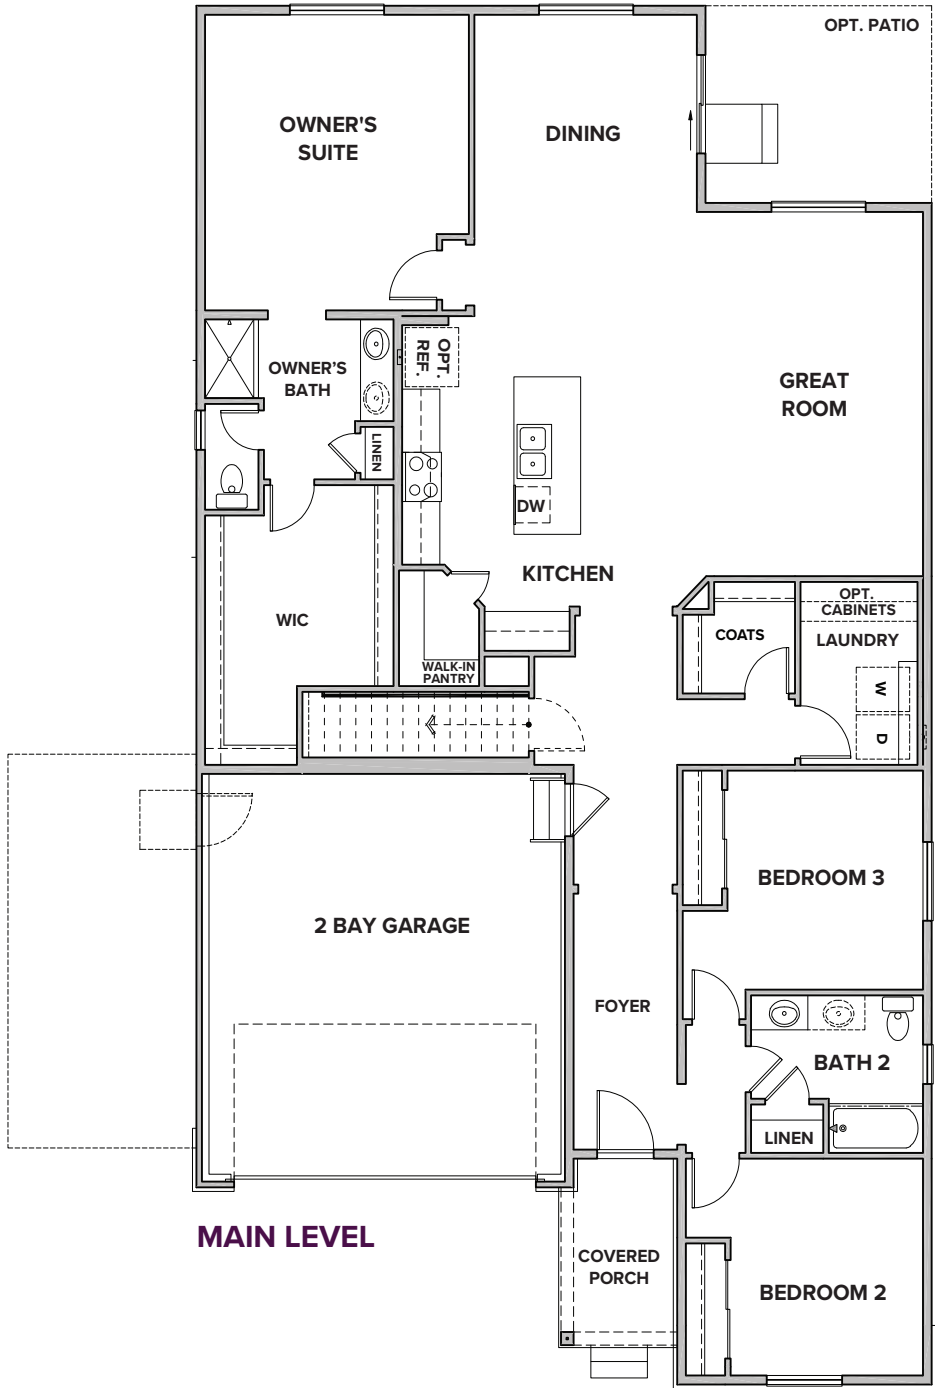 OPT. PATIO
OWNER'S
SUITE
DINING
OPT.
REF.
OWNER'S
BATH
GREAT
ROOM
LINEN
DW
KITCHEN
OPT.
CABINETS
WIC
COATS
LAUNDRY
WALK-IN
PANTRY
W
D
BEDROOM 3
2 BAY GARAGE
FOYER
BATH 2
LINEN
MAIN LEVEL
COVERED
PORCH
BEDROOM 2